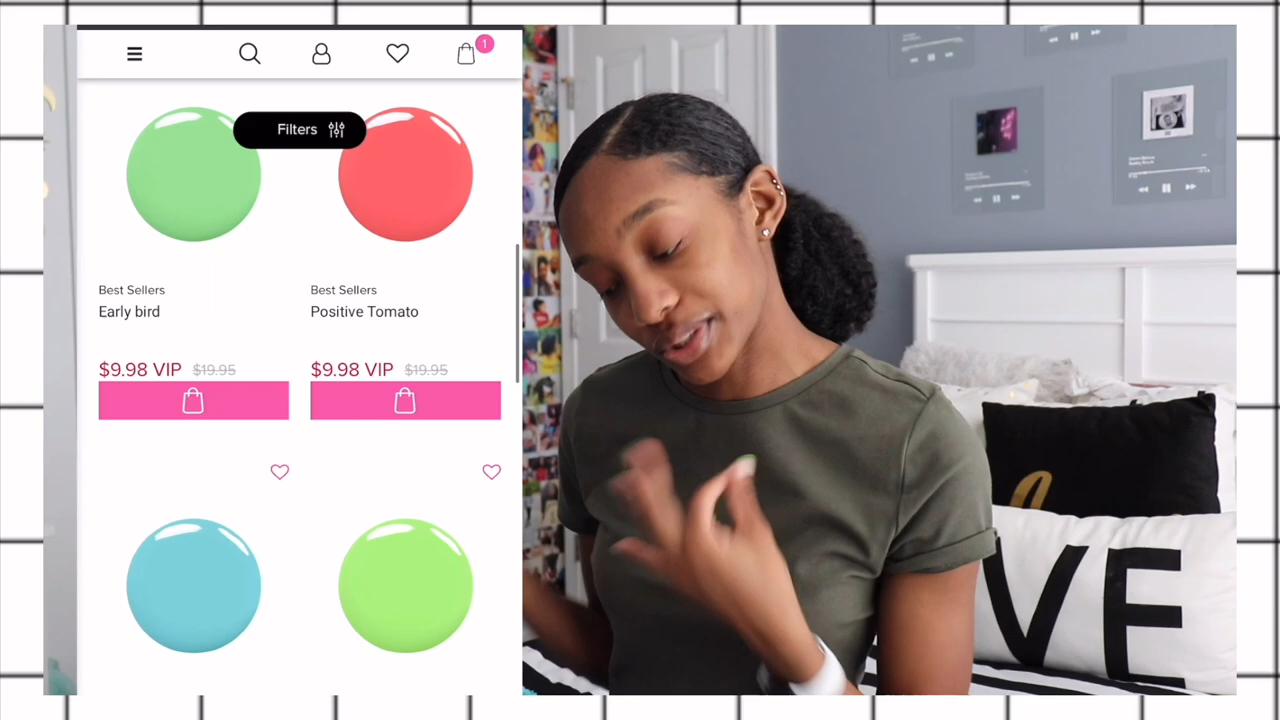 1
Filters
Best Sellers
Early bird
$9.98 VIP $19.95
Best Sellers
Positive Tomato
$9.98 VIP $19.95
VE